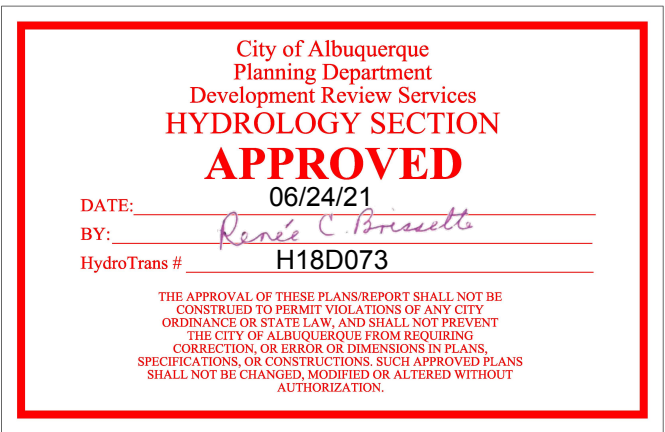 City of Albuquerque
Planning Department
Development Review Services
HYDROLOGY SECTION
APPROVED
DATE: 06/24/21
BY: Renée C. Brissette
HydroTrans # H18D073
THE APPROVAL OF THESE PLANS/REPORT SHALL NOT BE
CONSTRUED TO PERMIT VIOLATIONS OF ANY CITY
ORDINANCE OR STATE LAW, AND SHALL NOT PREVENT
THE CITY OF ALBUQUERQUE FROM REQUIRING
CORRECTION, OR ERROR OR DIMENSIONS IN PLANS,
SPECIFICATIONS, OR CONSTRUCTIONS. SUCH APPROVED PLANS
SHALL NOT BE CHANGED, MODIFIED OR ALTERED WITHOUT
AUTHORIZATION.